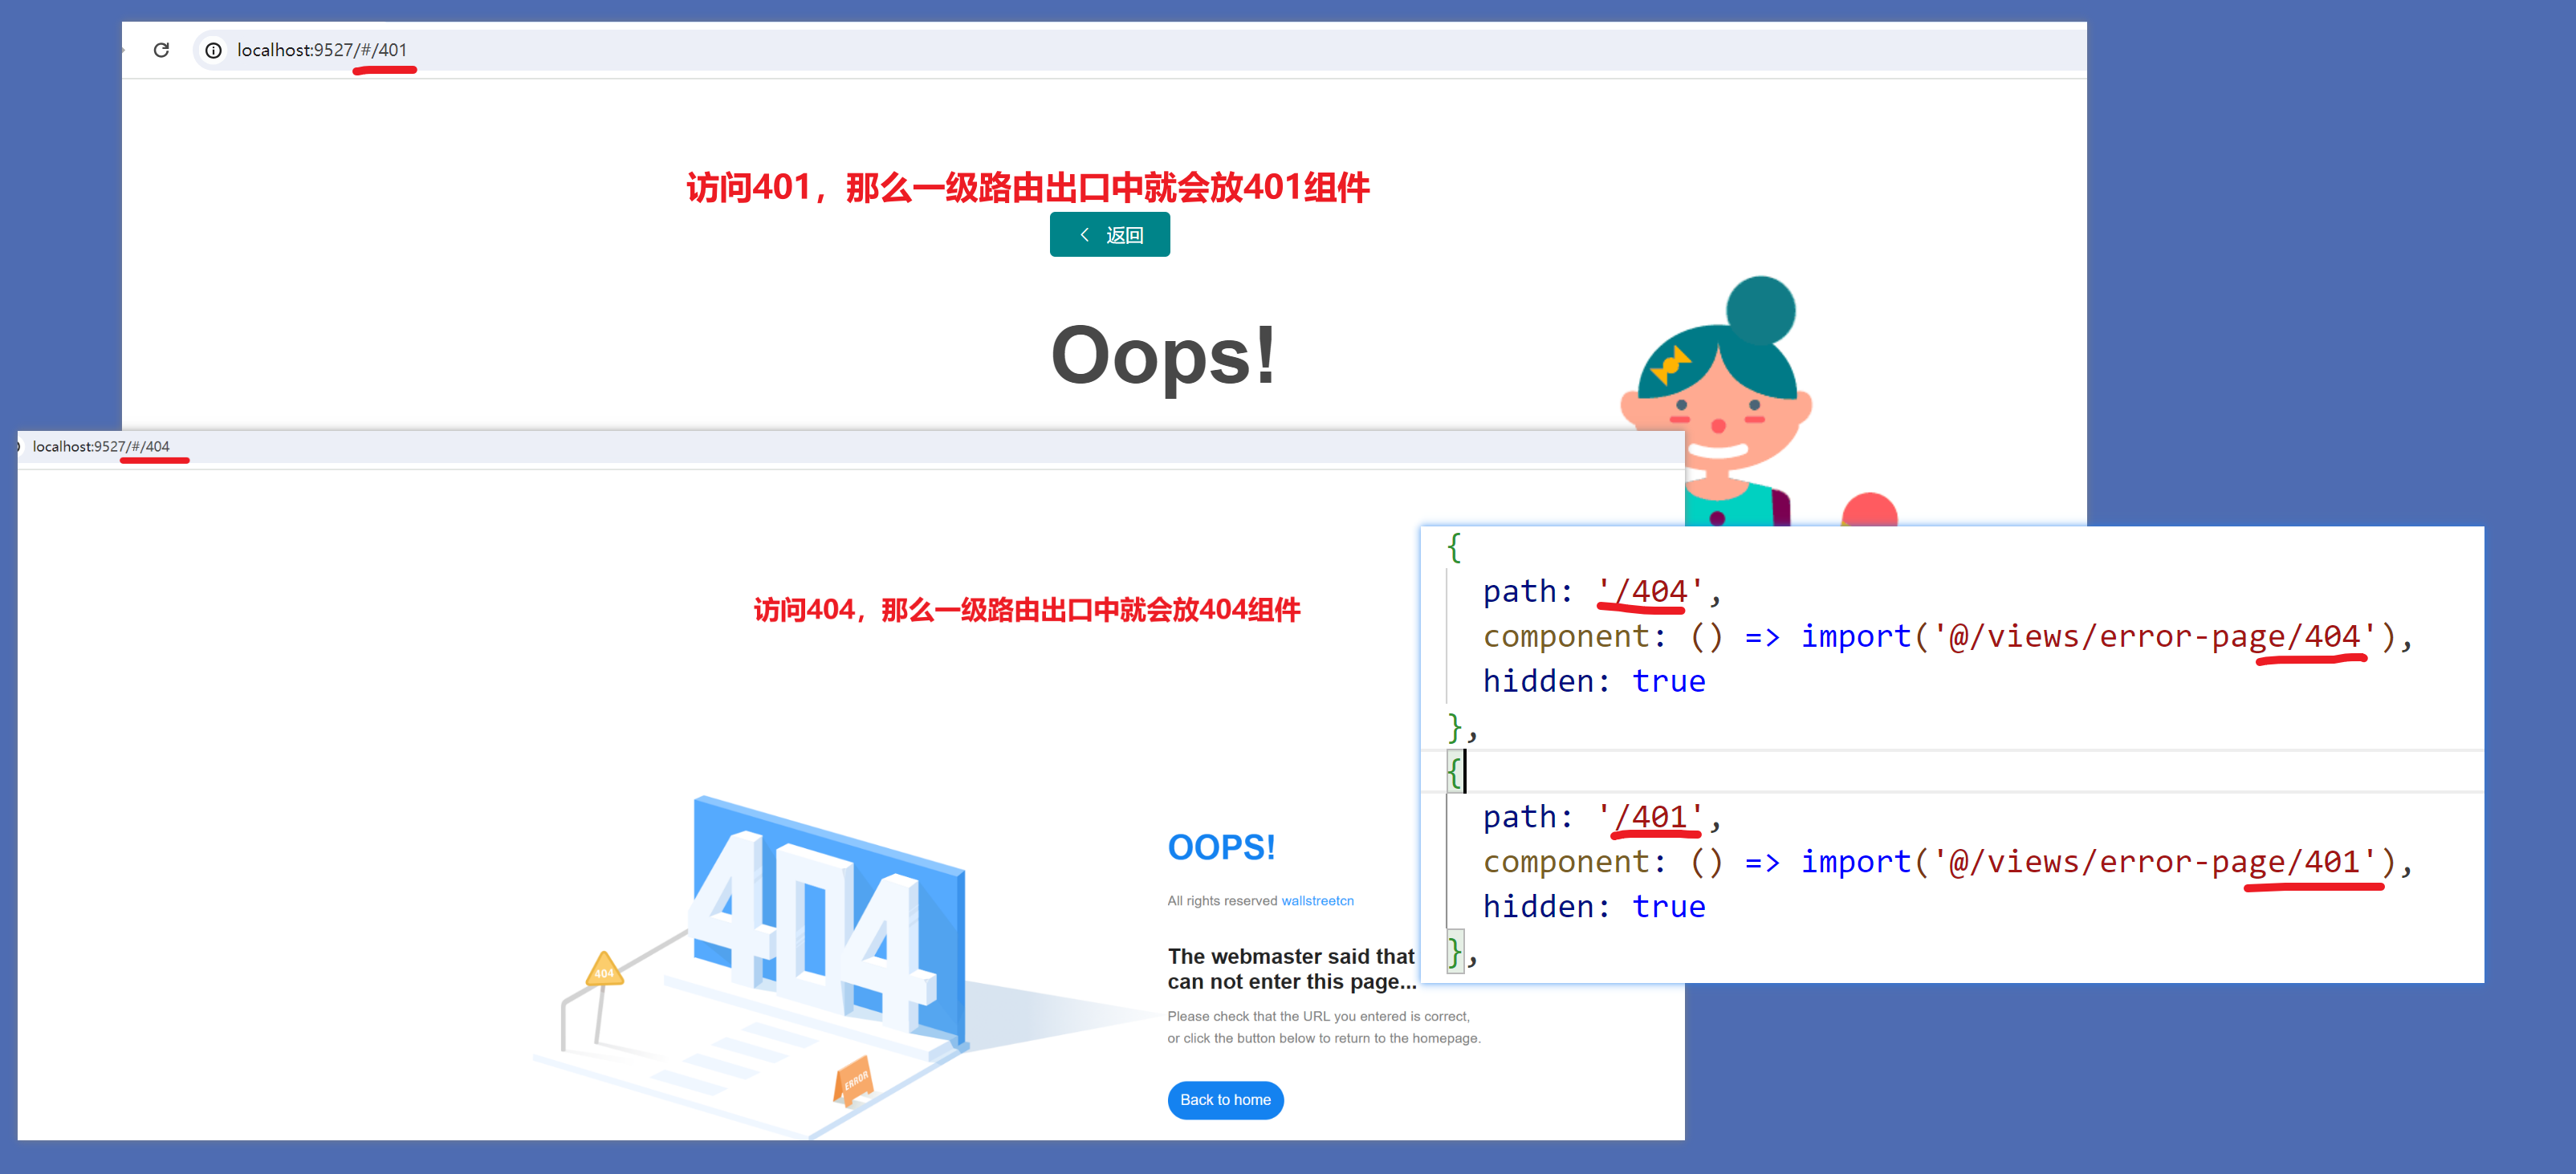 localhost:9527/#/401
访问401，那么一级路由出口中就会放401组件
返回
Oops!
localhost:9527/#/404
访问404，那么一级路由出口中就会放404组件
404
404
ERROR
OOPS!
All rights reserved wallstreetcn
The webmaster said that
can not enter this page...
Please check that the URL you entered is correct,
or click the button below to return to the homepage.
Back to home
{
path: '/404',
component: () => import('@/views/error-page/404'),
hidden: true
},
{
path: '/401',
component: () => import('@/views/error-page/401'),
hidden: true
},